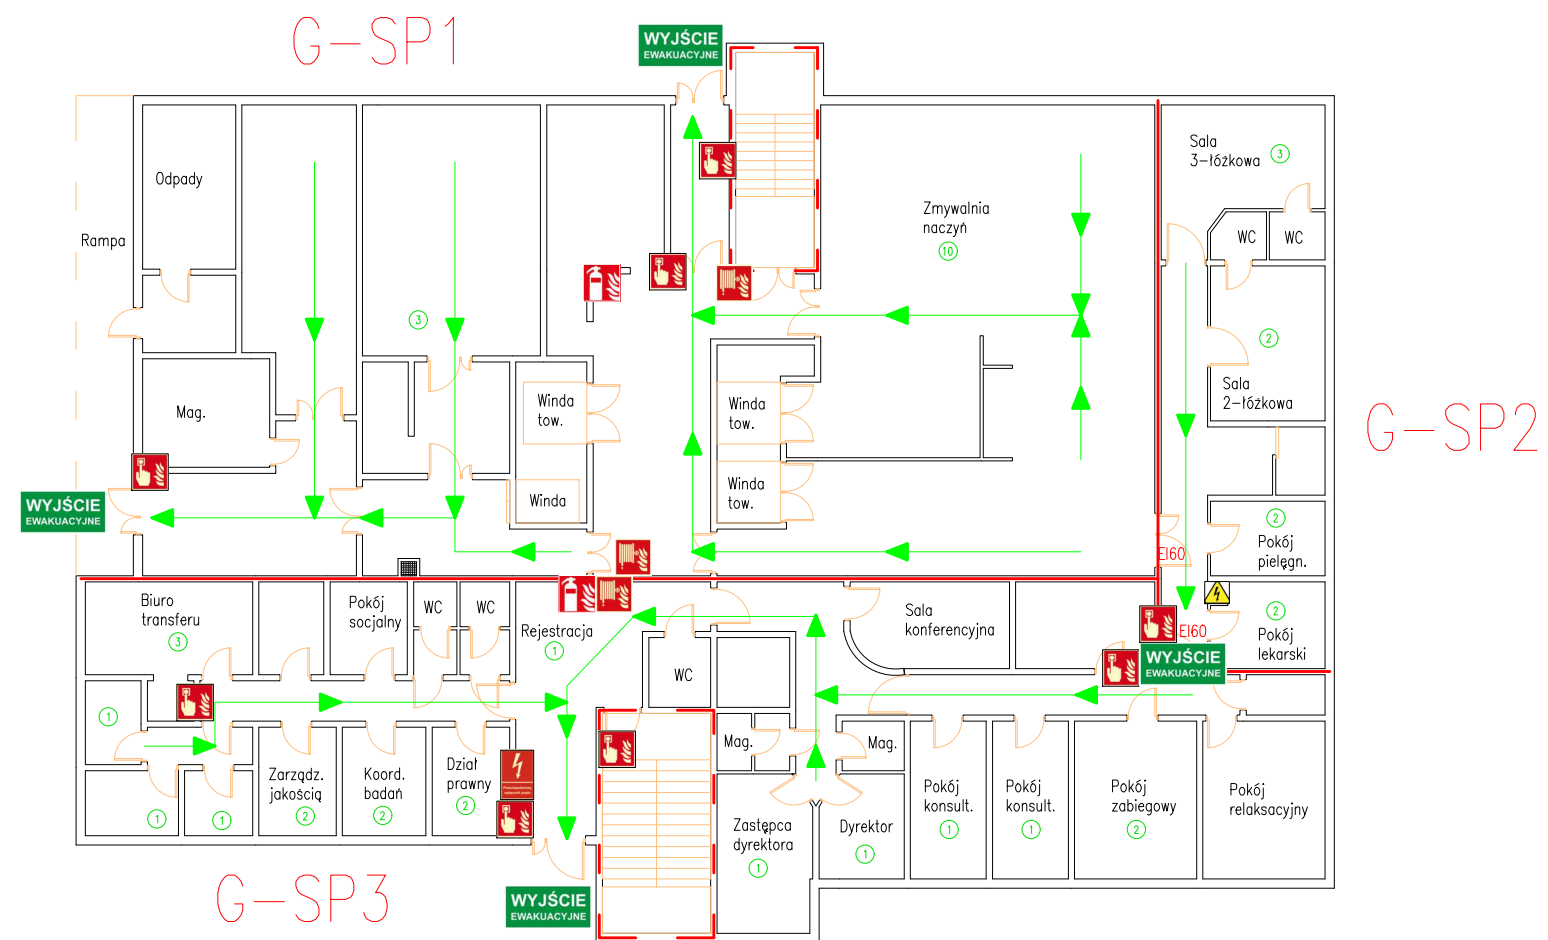 G-SP1
WYJŚCIE
EWAKUACYJNE
Sala
3-łóżkowa
3
Odpady
Zmywalnia
naczyń
10
Rampa
WC
WC
3
2
Sala
2-łóżkowa
Mag.
Winda
tow.
Winda
tow.
G-SP2
Winda
tow.
Winda
WYJŚCIE
EWAKUACYJNE
2
Pokój
pielęgn.
EI60
Biuro
transferu
3
Pokój
socjalny
WC
WC
Rejestracja
1
Sala
konferencyjna
EI60
2
Pokój
lekarski
WYJŚCIE
EWAKUACYJNE
WC
1
Mag.
Mag.
Zarządz.
jakością
2
Koord.
badań
2
Dział
prawny
2
1
1
Zastępca
dyrektora
1
Dyrektor
1
Pokój
konsult.
1
Pokój
konsult.
1
Pokój
zabiegowy
2
Pokój
relaksacyjny
G-SP3
WYJŚCIE
EWAKUACYJNE